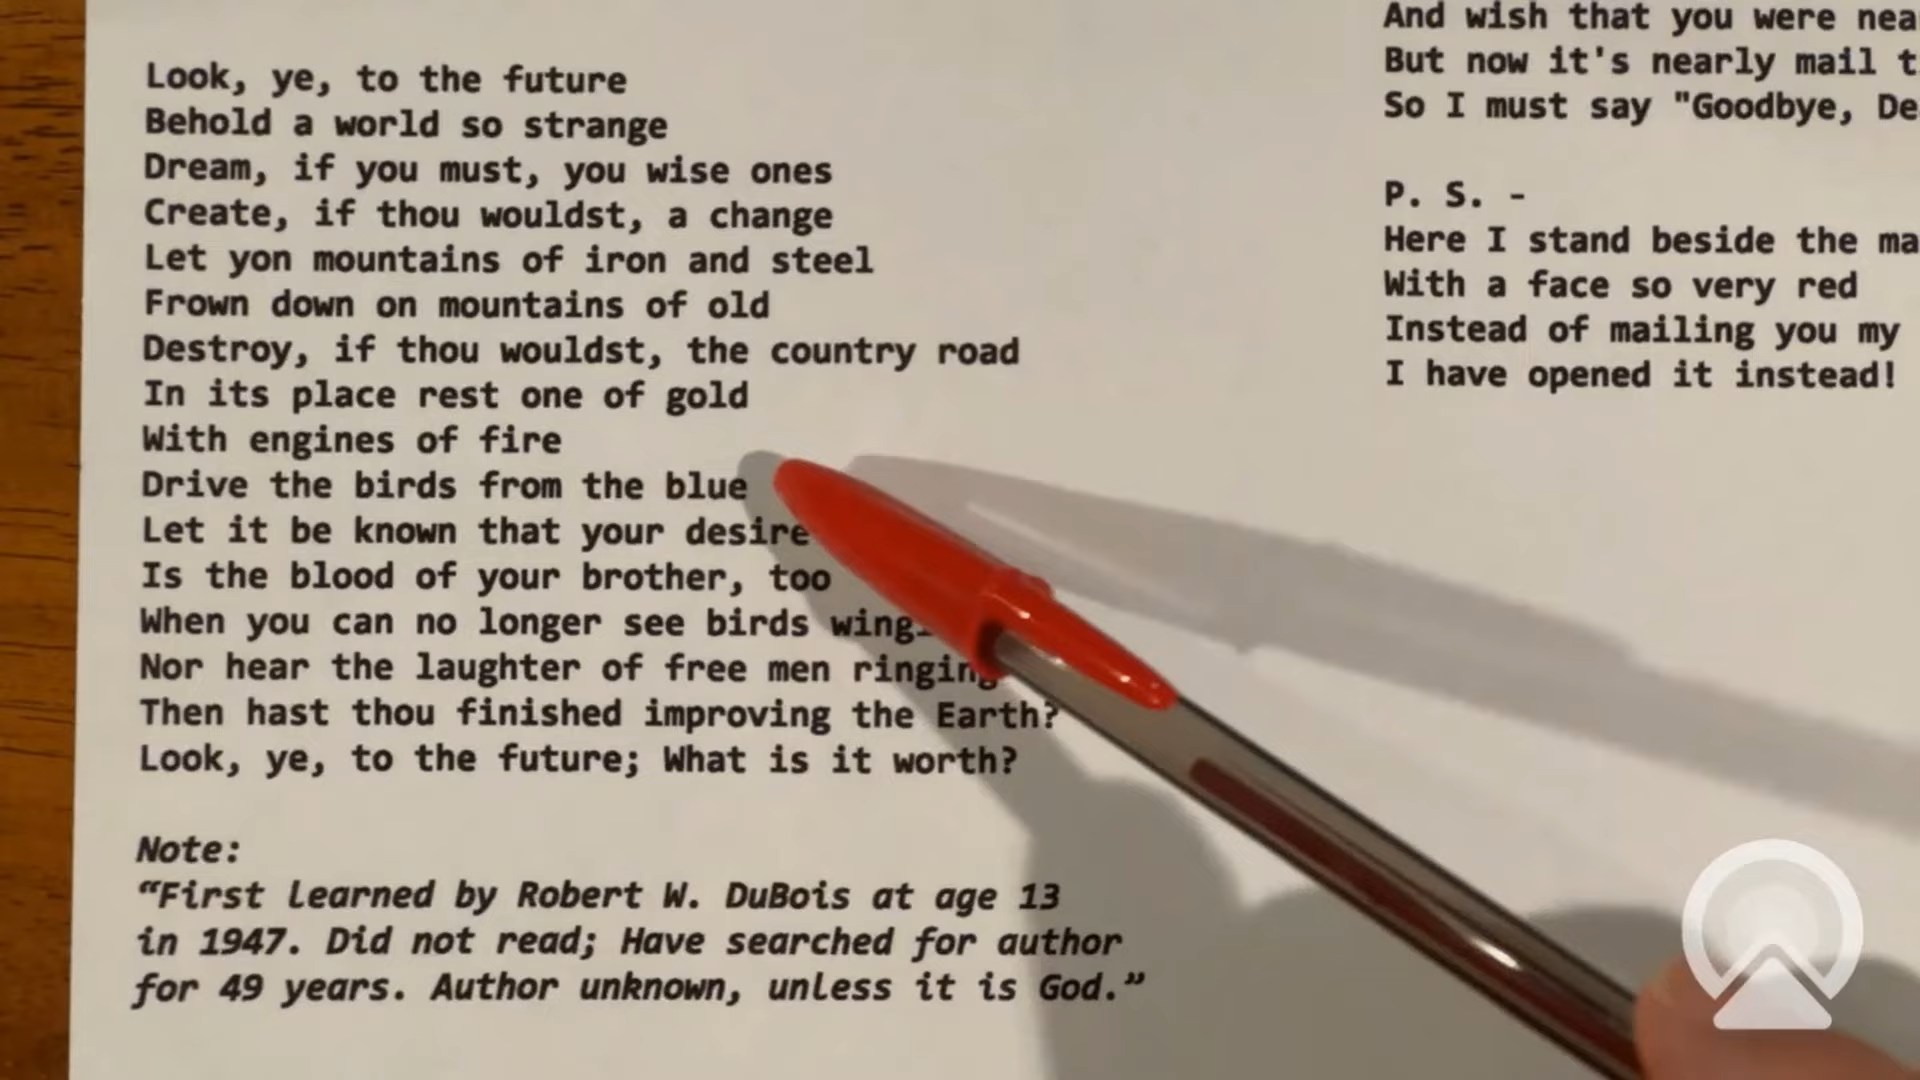 Look, ye, to the future
Behold a world so strange
Dream, if you must, you wise ones
Create, if thou wouldst, a change
Let yon mountains of iron and steel
Frown down on mountains of old
Destroy, if thou wouldst, the country road
In its place rest one of gold
With engines of fire
Drive the birds from the blue
Let it be known that your desire
Is the blood of your brother, too
When you can no longer see birds
Nor hear the laughter of free men ringing
Then hast thou finished improving the Earth?
Look, ye, to the future; What is it worth?
Note:
“First learned by Robert W. DuBois at age 13
in 1947. Did not read; Have searched for author
for 49 years. Author unknown, unless it is God.”
And wish that you were
But now it's nearly mail
So I must say "Goodbye,
P. S. -
Here I stand beside the
With a face so very red
Instead of mailing you my
I have opened it instead!